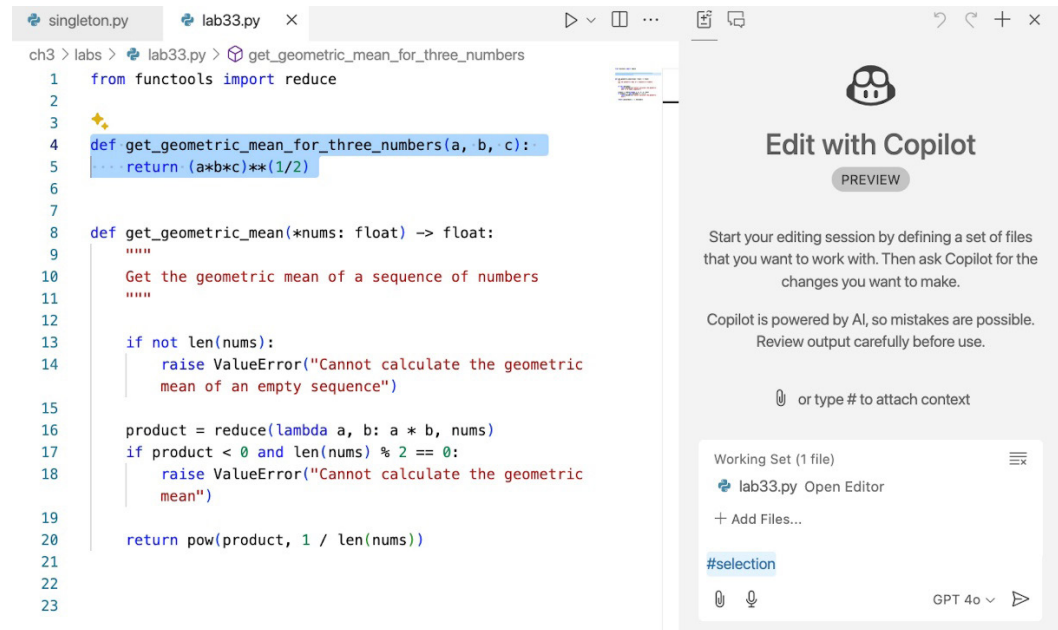 singleton.py
lab33.py
ch3 > labs > lab33.py > get_geometric_mean_for_three_numbers
1 from functools import reduce
2
3
4 def get_geometric_mean_for_three_numbers(a, b, c):
5 return (a*b*c)**(1/2)
6
7
8 def get_geometric_mean(*nums: float) -> float:
9 """
10 Get the geometric mean of a sequence of numbers
11 """
12
13 if not len(nums):
14 raise ValueError("Cannot calculate the geometric
mean of an empty sequence")
15
16 product = reduce(lambda a, b: a * b, nums)
17 if product < 0 and len(nums) % 2 == 0:
18 raise ValueError("Cannot calculate the geometric
mean")
19
20 return pow(product, 1 / len(nums))
21
22
23
Edit with Copilot
PREVIEW
Start your editing session by defining a set of files
that you want to work with. Then ask Copilot for the
changes you want to make.
Copilot is powered by AI, so mistakes are possible.
Review output carefully before use.
or type # to attach context
Working Set (1 file)
lab33.py Open Editor
+ Add Files...
#selection
GPT 4o